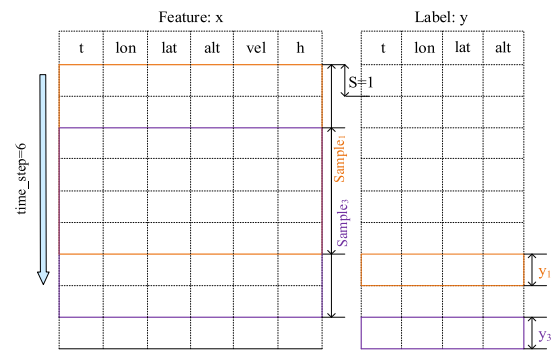 Feature: x
Label: y
t lon lat alt vel h
t lon lat alt
S=1
time_step=6
Sample₁
Sample₃
y₁
y₃